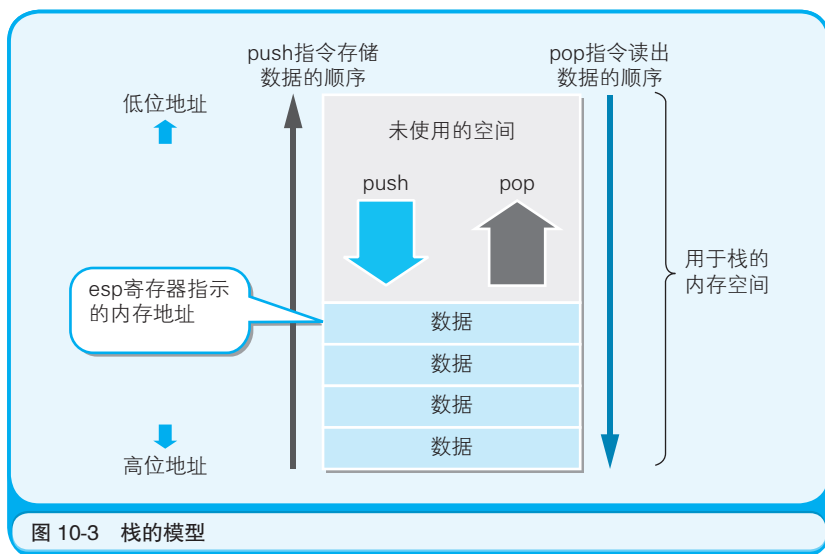 push指令存储
数据的顺序
pop指令读出
数据的顺序
低位地址
未使用的空间
push
pop
用于栈的
内存空间
esp寄存器指示
的内存地址
数据
数据
数据
数据
高位地址
图 10-3 栈的模型